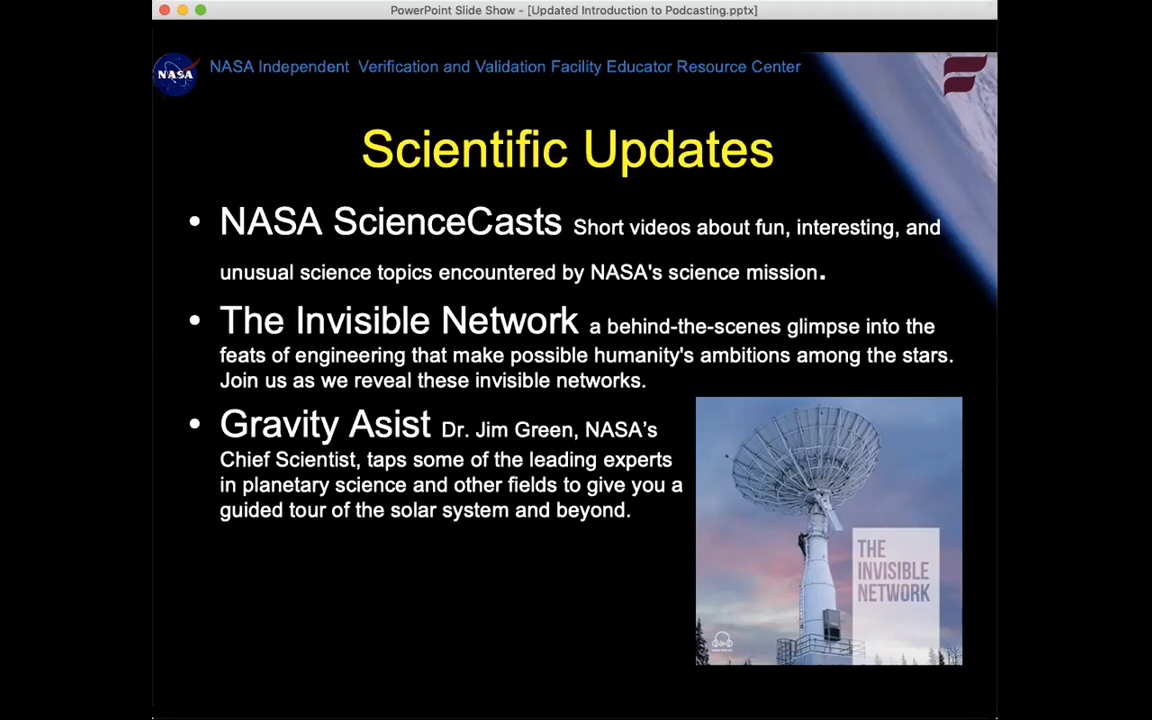 PowerPoint Slide Show - [Updated Introduction to Podcasting.pptx]
NASA
NASA Independent Verification and Validation Facility Educator Resource Center
Scientific Updates
• NASA ScienceCasts Short videos about fun, interesting, and
unusual science topics encountered by NASA's science mission.
• The Invisible Network a behind-the-scenes glimpse into the
feats of engineering that make possible humanity's ambitions among the stars.
Join us as we reveal these invisible networks.
• Gravity Asist Dr. Jim Green, NASA’s
Chief Scientist, taps some of the leading experts
in planetary science and other fields to give you a
guided tour of the solar system and beyond.
THE
INVISIBLE
NETWORK